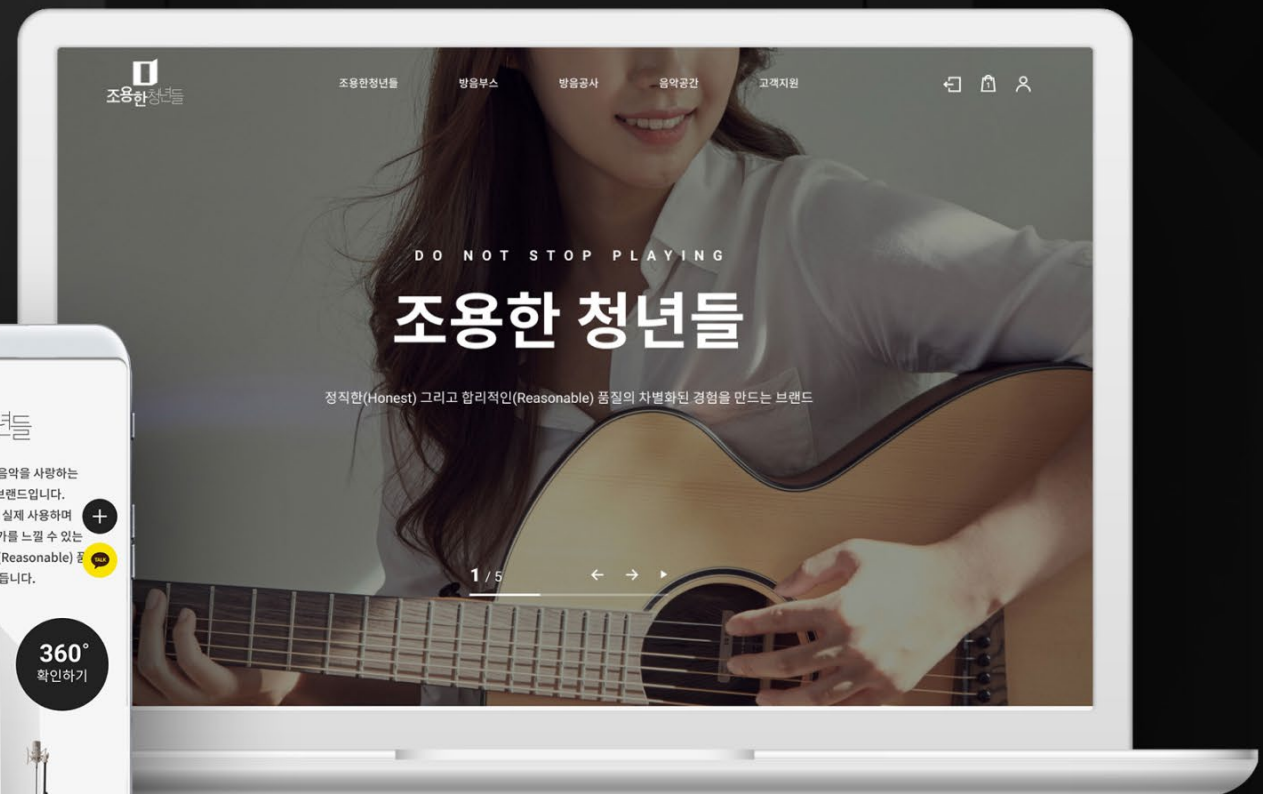 조용한청년들
조용한청년들 방음부스 방음공사 음악공간 고객지원
1
DO NOT STOP PLAYING
조용한 청년들
정직한(Honest) 그리고 합리적인(Reasonable) 품질의 차별화된 경험을 만드는 브랜드
1 / 5
년들
음악을 사랑하는
브랜드입니다.
실제 사용하며
가를 느낄 수 있는
(Reasonable) 품
듭니다.
TALK
360°
확인하기